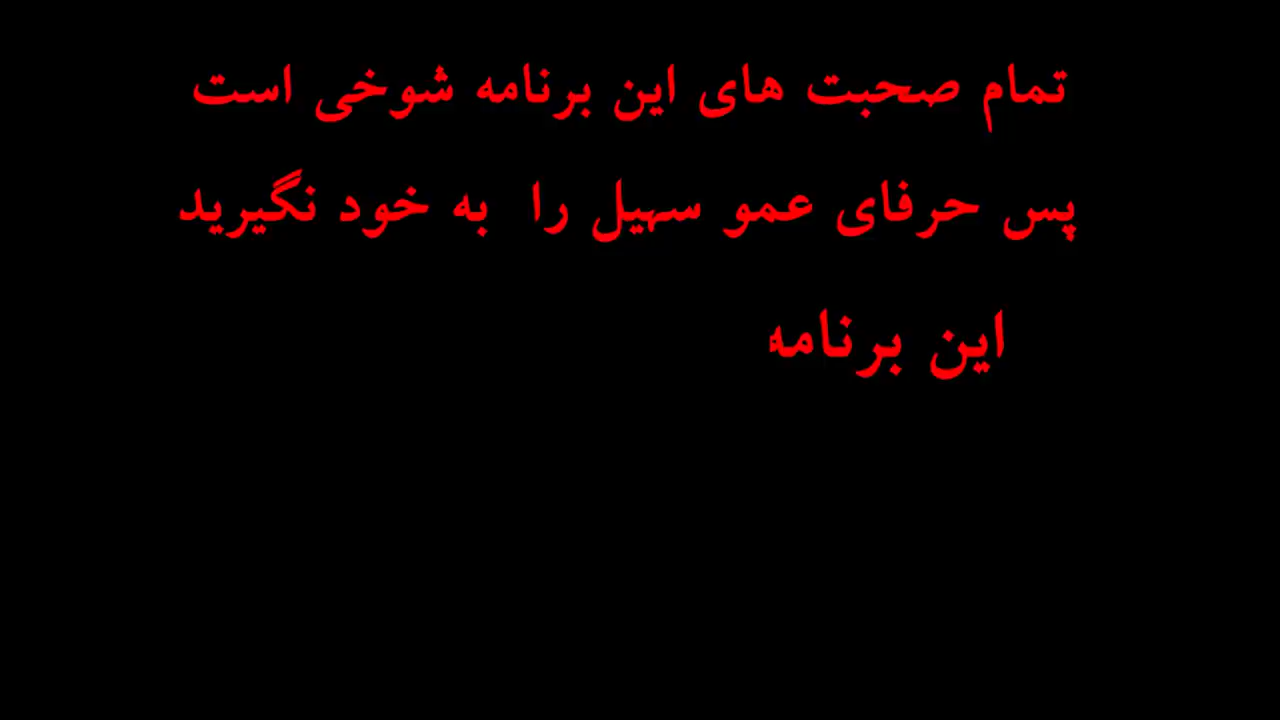 تمام صحبت های این برنامه شوخی است
پس حرفای عمو سهیل را به خود نگیرید
این برنامه